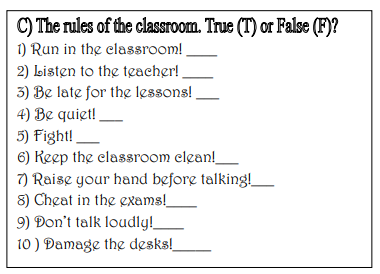 C) The rules of the classroom. True (T) or False (F)?
1) Run in the classroom! ____
2) Listen to the teacher! ____
3) Be late for the lessons! ___
4) Be quiet! ___
5) Fight! ___
6) Keep the classroom clean!___
7) Raise your hand before talking!___
8) Cheat in the exams!____
9) Don't talk loudly!____
10 ) Damage the desks!_____